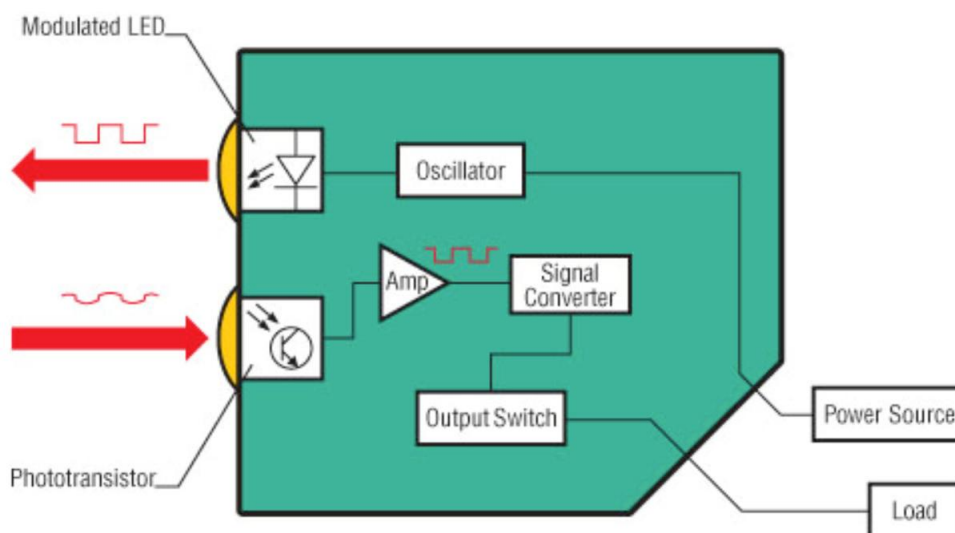 Modulated LED
Oscillator
Amp
Signal
Converter
Output Switch
Power Source
Phototransistor
Load